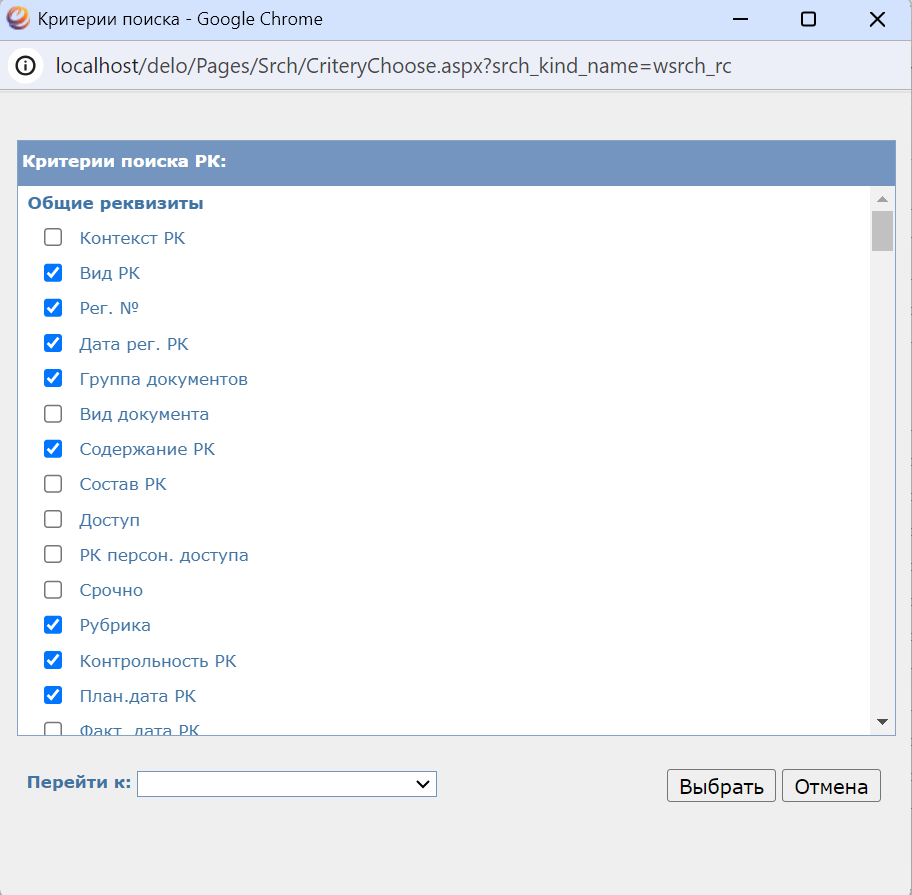 Критерии поиска - Google Chrome
localhost/delo/Pages/Srch/CriteryChoose.aspx?srch_kind_name=wsrch_rc
Критерии поиска РК:
Общие реквизиты
Контекст РК
Вид РК
Рег. №
Дата рег. РК
Группа документов
Вид документа
Содержание РК
Состав РК
Доступ
РК персон. доступа
Срочно
Рубрика
Контрольность РК
План.дата РК
Факт. дата РК
Перейти к:
Выбрать
Отмена